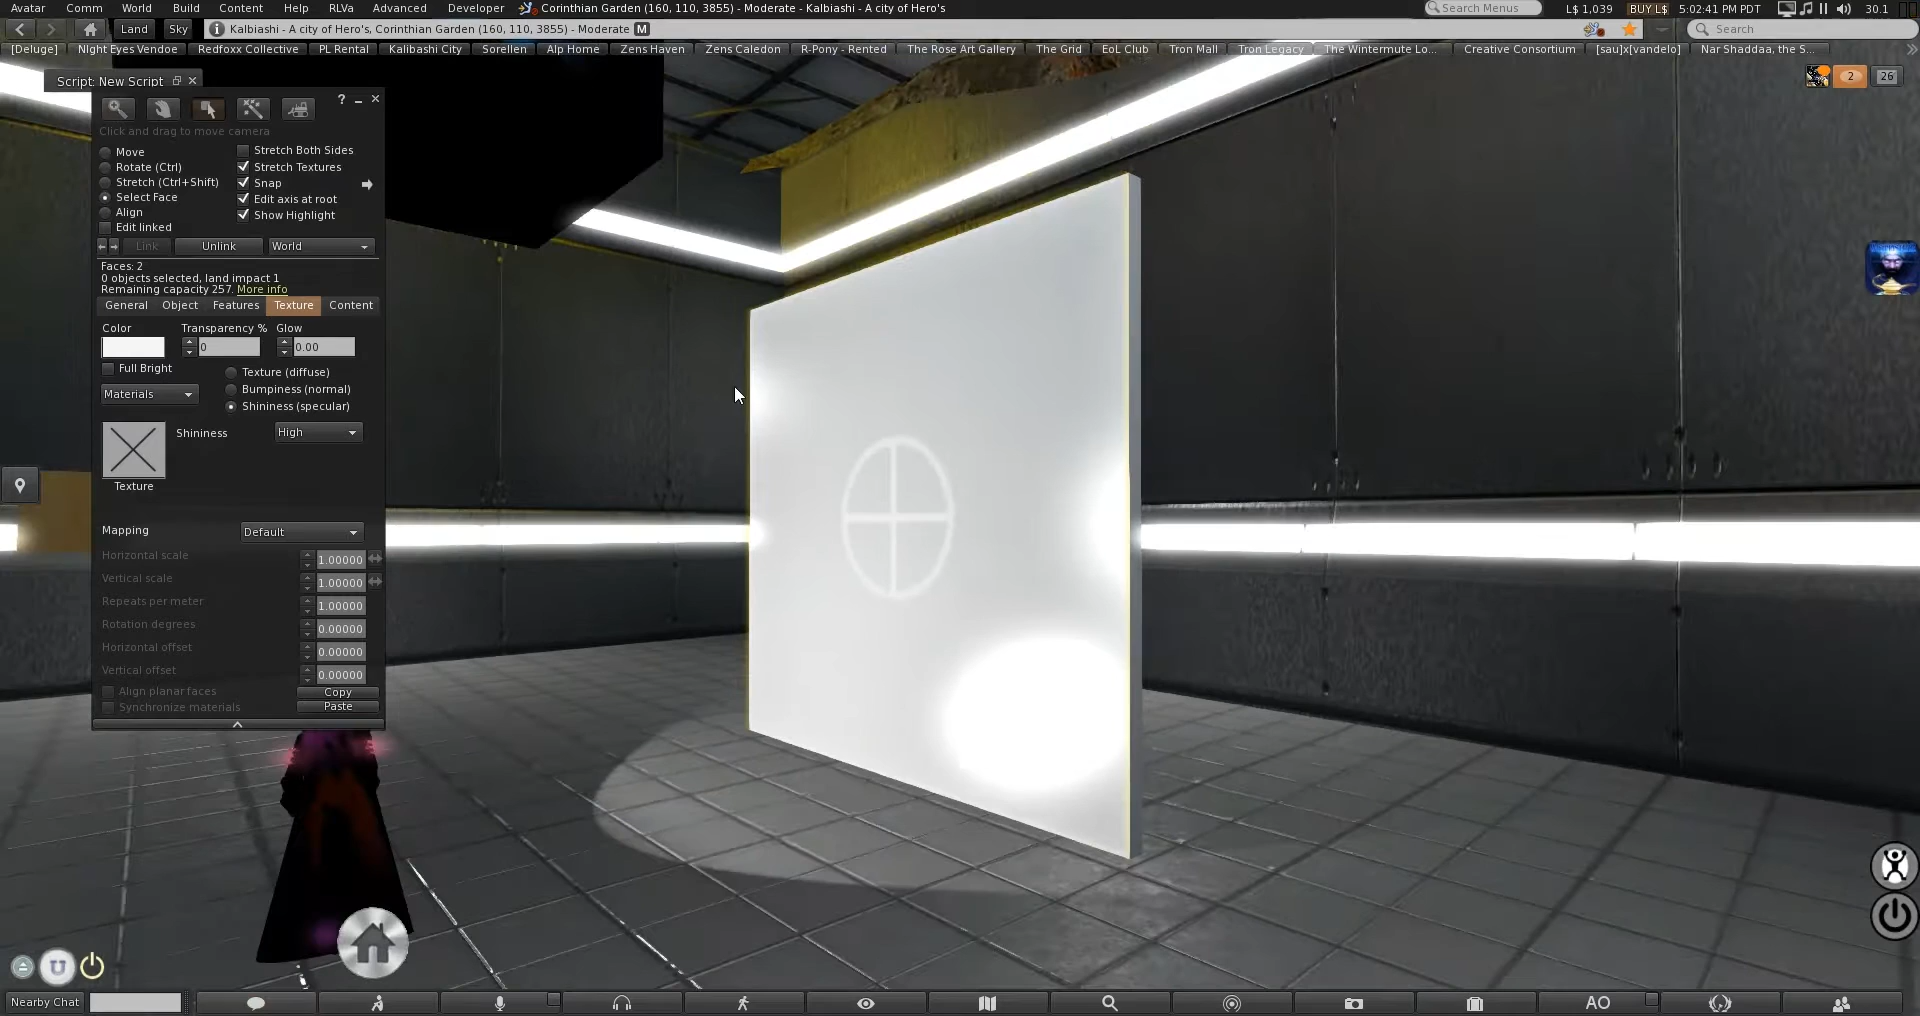 Avatar Comm World Build Content Help RLVa Advanced Developer Corinthian Garden (160, 110, 3855) - Moderate - Kalbiashi - A city of Hero's Search Menus L$ 1,039 BUY L$ 5:02:41 PM PDT 30.1
Land Sky Kalbiashi - A city of Hero's, Corinthian Garden (160, 110, 3855) - Moderate M Search
[Deluge] NIght Eyes Vendoe Redfoxx Collective PL Rental Kalibashi City Sorellen Alp Home Zens Haven Zens Caledon R-Pony - Rented The Rose Art Gallery The Grid EoL Club Tron Mall Tron Legacy The Wintermute Lo... Creative Consortium [sau]x[vandelo] Nar Shaddaa, the S...
Script: New Script
2 26
?
Click and drag to move camera
Move
Rotate (Ctrl)
Stretch (Ctrl+Shift)
Select Face
Align
Edit linked
Stretch Both Sides
Stretch Textures
Snap
Edit axis at root
Show Highlight
Link Unlink World
Faces: 2
0 objects selected, land impact 1
Remaining capacity 257. More info
General Object Features Texture Content
Color Transparency % Glow
0 0.00
Full Bright
Texture (diffuse)
Materials
Bumpiness (normal)
Shininess (specular)
Shininess High
Texture
Mapping Default
Horizontal scale 1.00000
Vertical scale 1.00000
Repeats per meter 1.00000
Rotation degrees 0.00000
Horizontal offset 0.00000
Vertical offset 0.00000
Align planar faces Copy
Synchronize materials Paste
Nearby Chat
AO